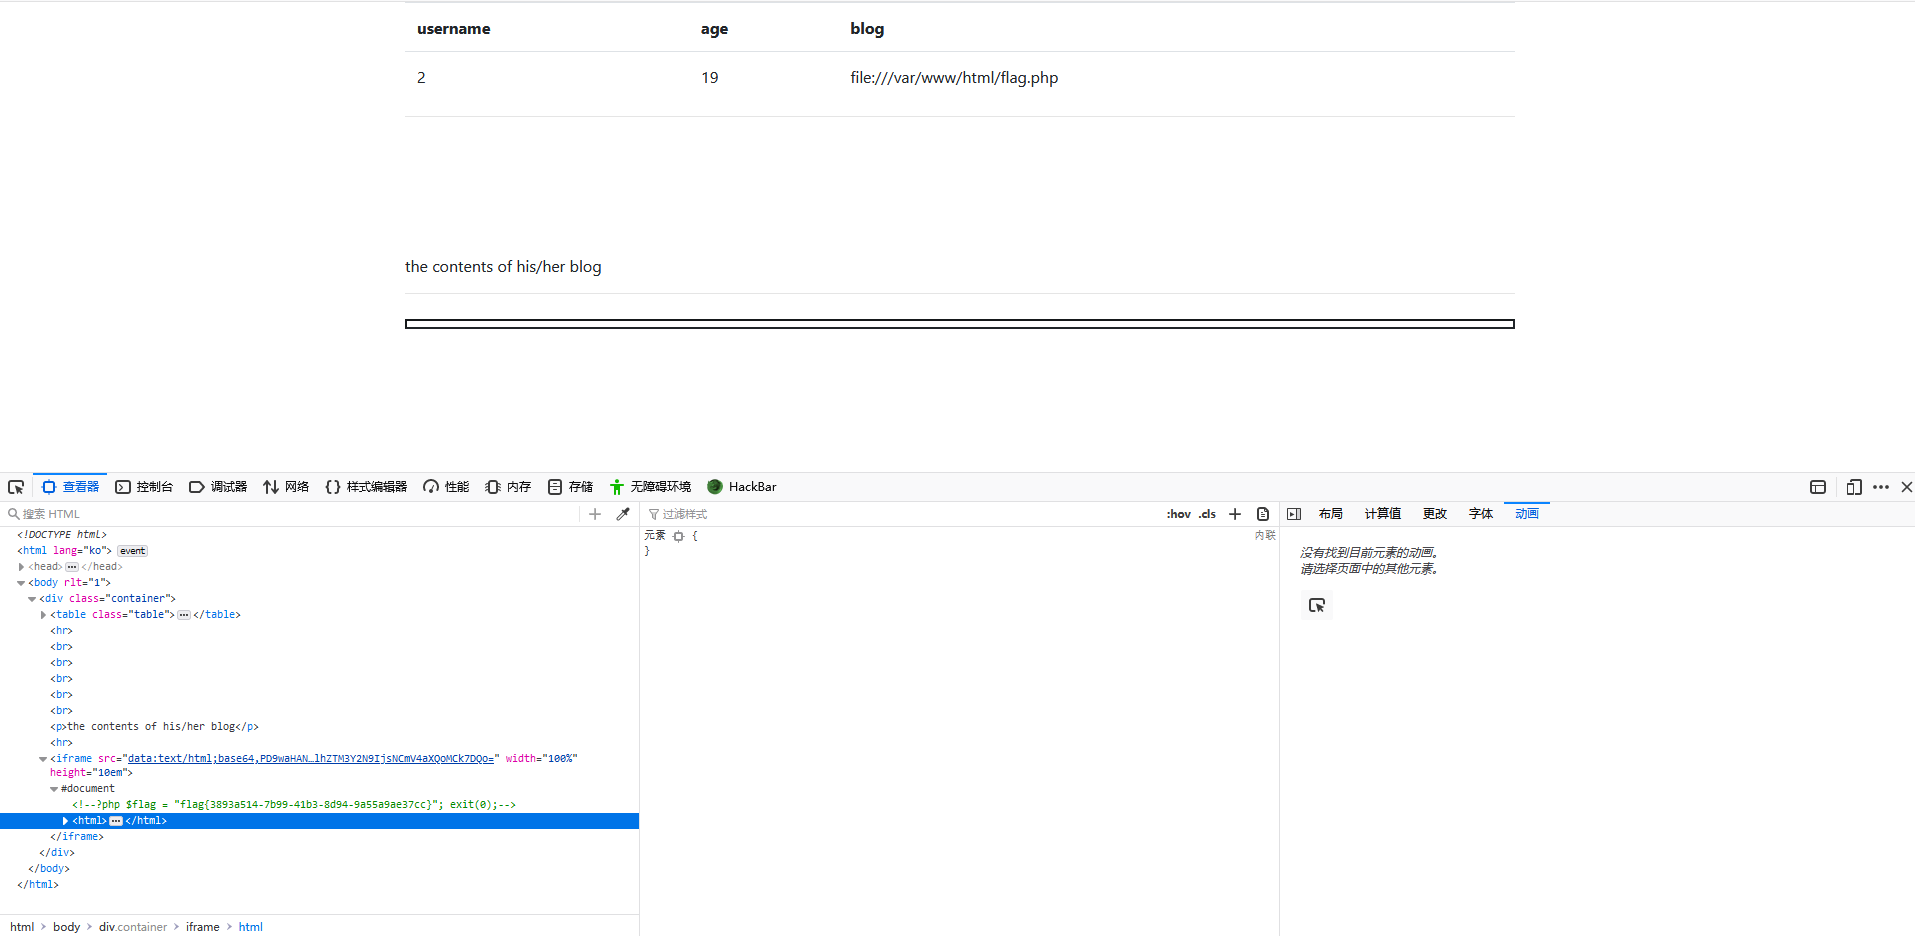 username age blog
2 19 file:///var/www/html/flag.php
the contents of his/her blog
查看器 控制台 调试器 网络 样式编辑器 性能 内存 存储 无障碍环境 HackBar
搜索 HTML
过滤样式 :hov .cls
布局 计算值 更改 字体 动画
<!DOCTYPE html>
<html lang="ko"> event
<head> ··· </head>
<body rlt="1">
<div class="container">
<table class="table"> ··· </table>
<hr>
<br>
<br>
<br>
<br>
<br>
<p>the contents of his/her blog</p>
<hr>
<iframe src="data:text/html;base64,PD9waHAN…lhZTM3Y2N9IjsNCmV4aXQoMCk7DQo=" width="100%"
height="10em">
#document
<!--?php $flag = "flag{3893a514-7b99-41b3-8d94-9a55a9ae37cc}"; exit(0);-->
<html> ··· </html>
</iframe>
</div>
</body>
</html>
html > body > div.container > iframe > html
元素 {
内联
}
没有找到目前元素的动画。
请选择页面中的其他元素。